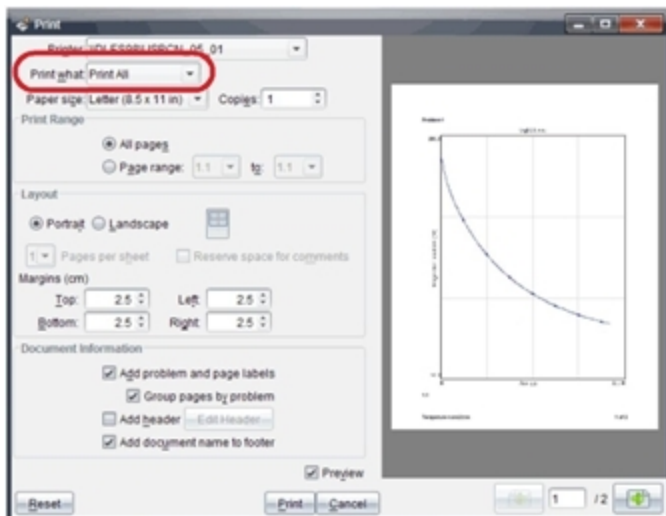 Print
Printer:
Print what: Print All
Paper size: Letter (8.5 x 11 in) Copies: 1
Print Range
All pages
Page range: 1.1 to: 1.1
Layout
Portrait Landscape
1 Pages per sheet Reserve space for comments
Margins (cm)
Top: 2.5 Left: 2.5
Bottom: 2.5 Right: 2.5
Document Information
Add problem and page labels
Group pages by problem
Add header Edit Header
Add document name to footer
Preview
Reset Print Cancel
1 / 2